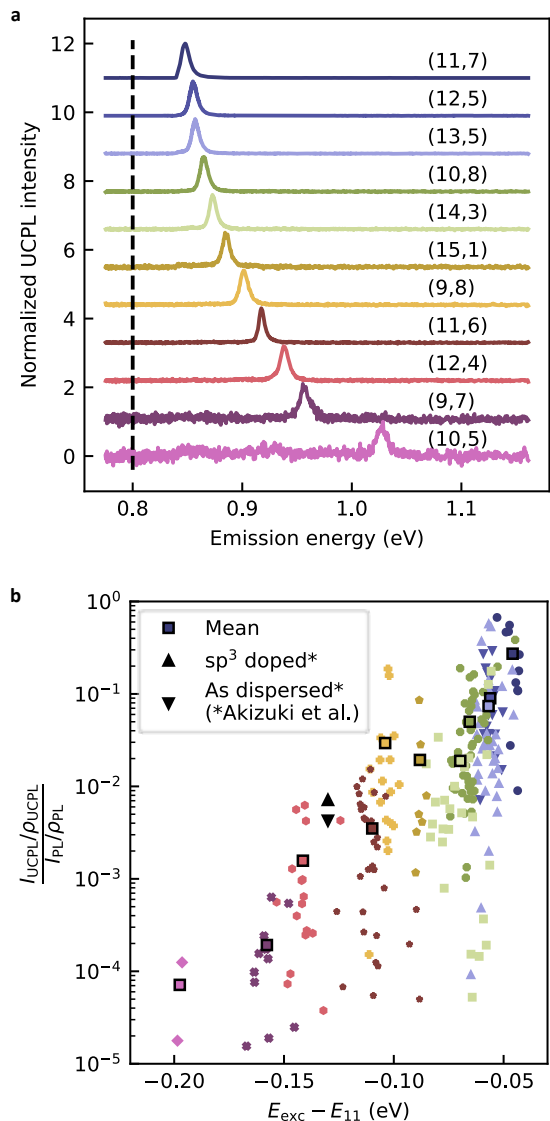 a
12
10
8
6
4
2
0
Normalized UCPL intensity
(11,7)
(12,5)
(13,5)
(10,8)
(14,3)
(15,1)
(9,8)
(11,6)
(12,4)
(9,7)
(10,5)
0.8 0.9 1.0 1.1
Emission energy (eV)
b
10⁰
10⁻¹
10⁻²
10⁻³
10⁻⁴
10⁻⁵
I_UCPL/ρ_UCPL
I_PL/ρ_PL
Mean
sp³ doped*
As dispersed*
(*Akizuki et al.)
−0.20 −0.15 −0.10 −0.05
E_exc − E₁₁ (eV)